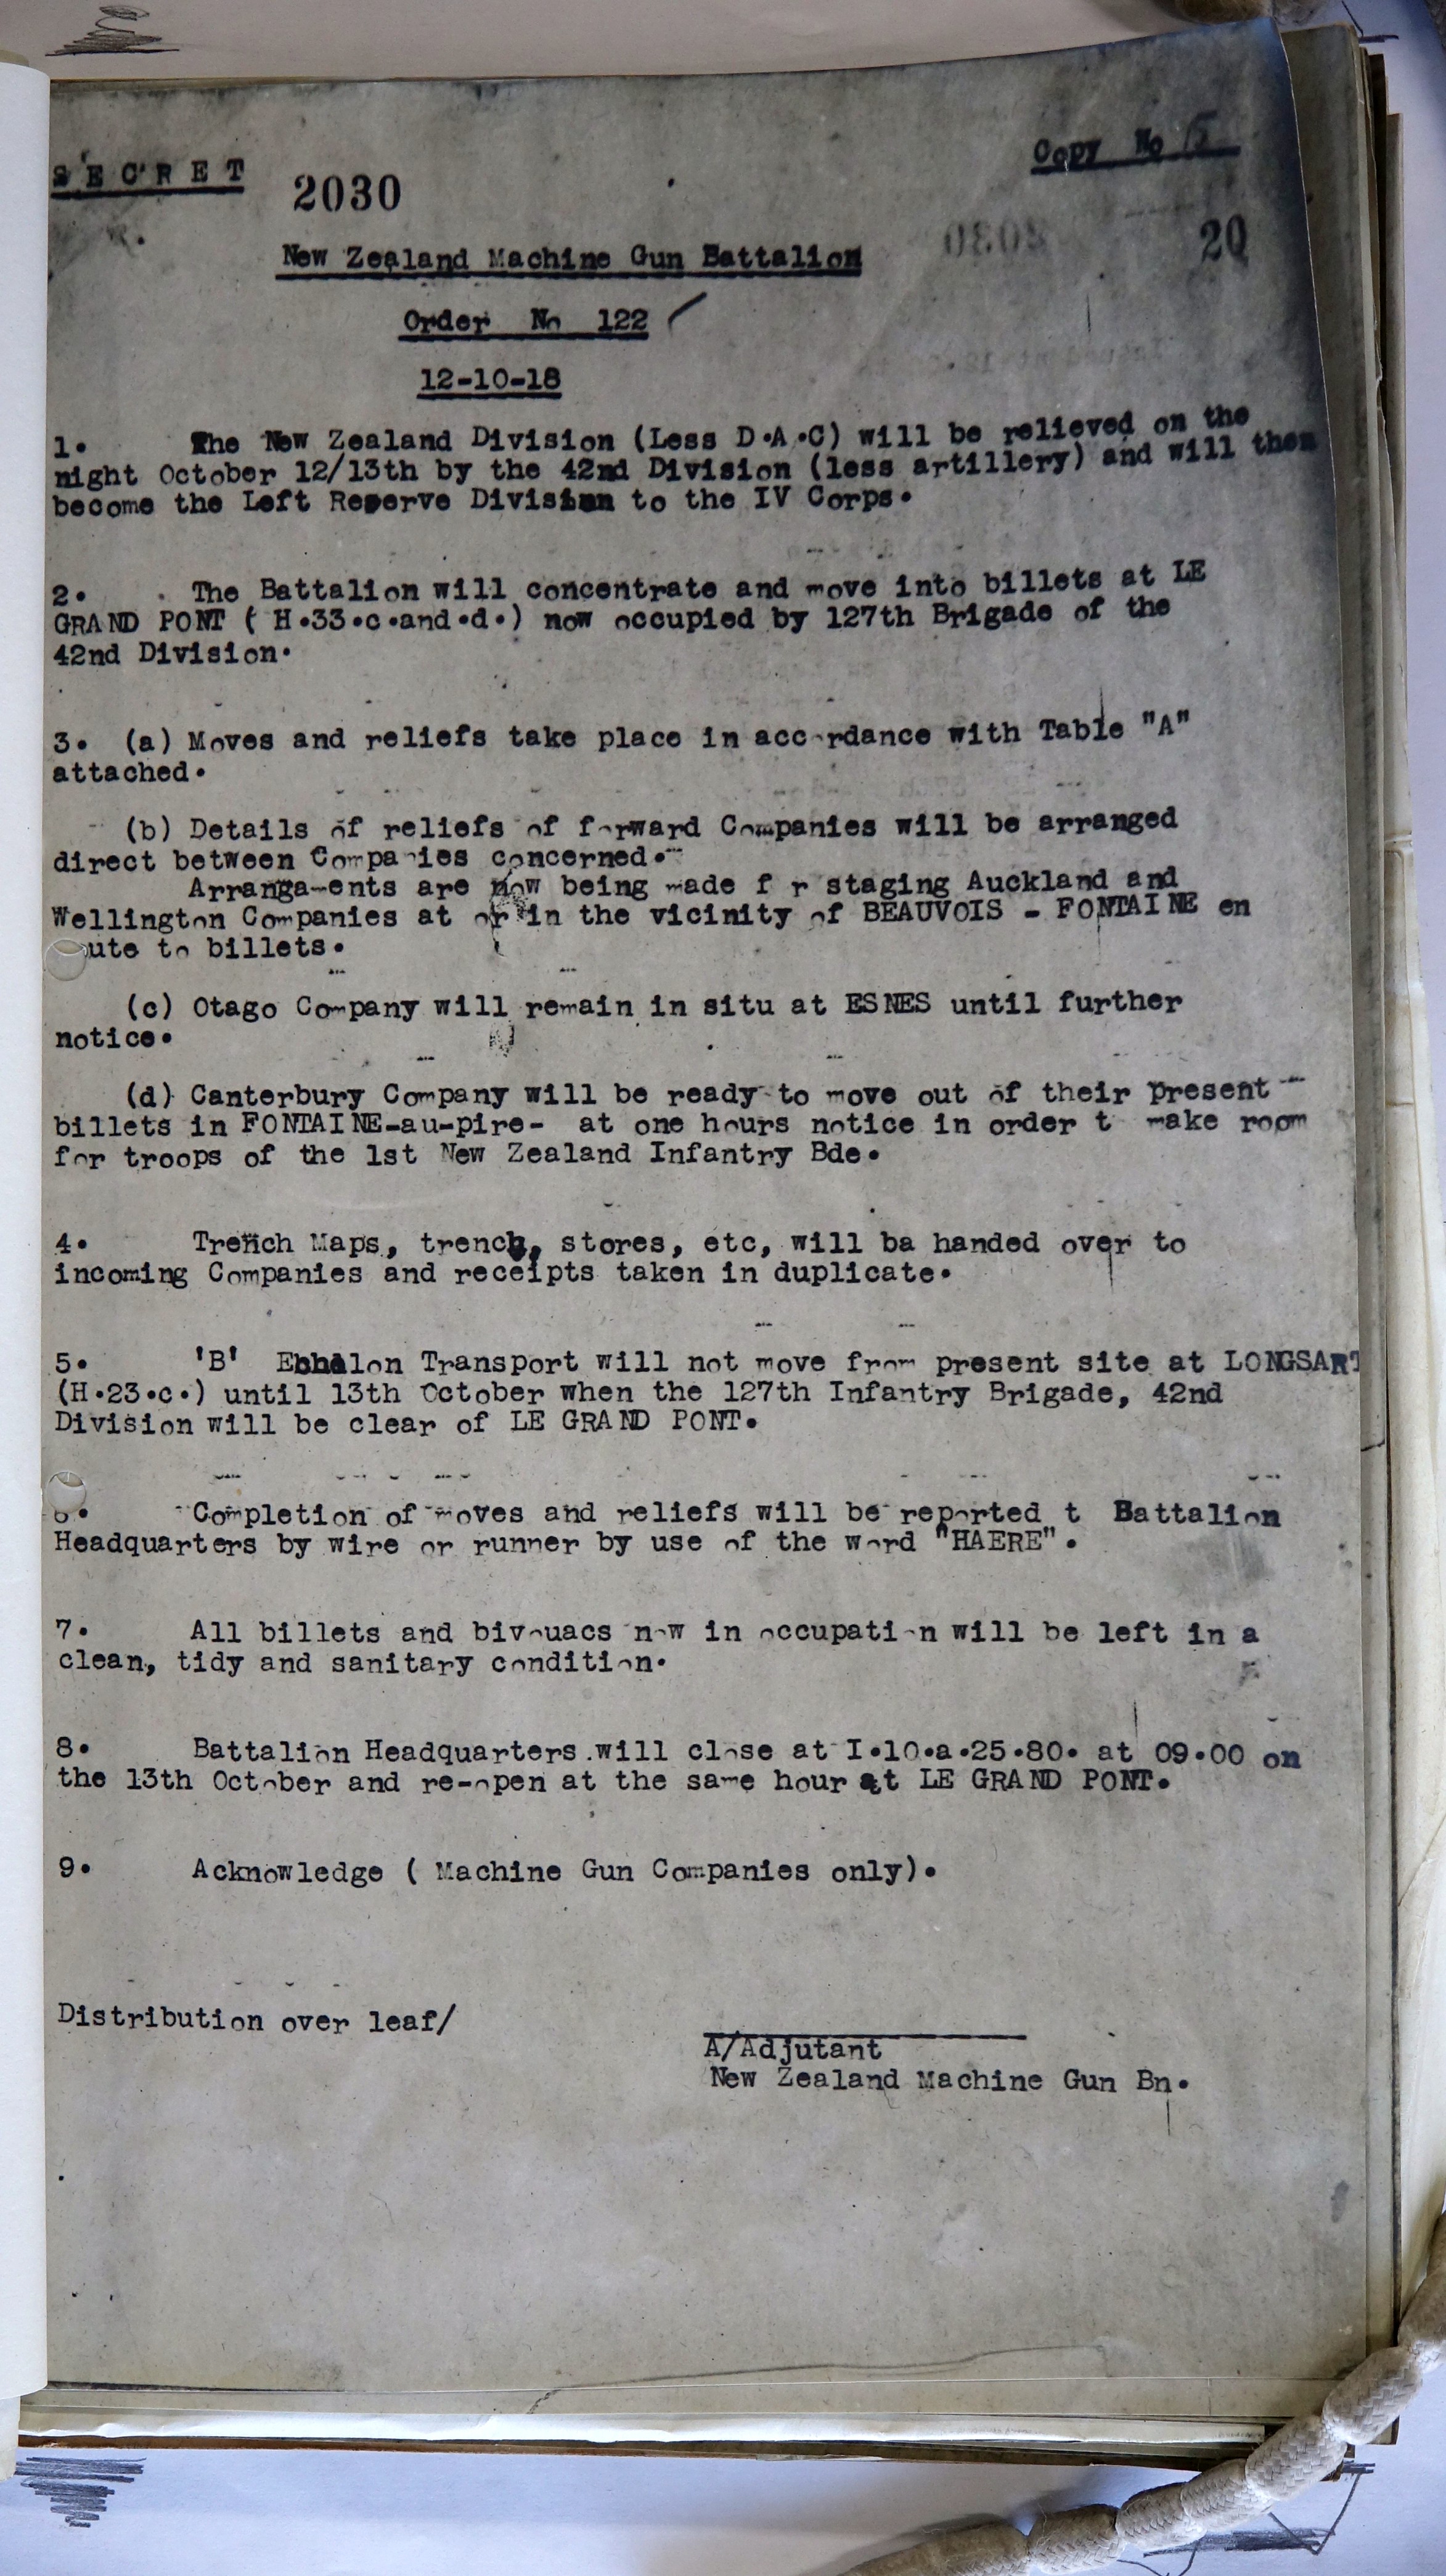 SECRET
Copy No 15
2030
20
New Zealand Machine Gun Battalion
Order No 122
12-10-18
1. The New Zealand Division (Less D.A.C) will be relieved on the
night October 12/13th by the 42nd Division (less artillery) and will then
become the Left Reserve Division to the IV Corps.
2. The Battalion will concentrate and move into billets at LE
GRAND PONT ( H.33.c.and.d.) now occupied by 127th Brigade of the
42nd Division.
3. (a) Moves and reliefs take place in accordance with Table "A"
attached.
(b) Details of reliefs of forward Companies will be arranged
direct between Companies concerned.
Arrangements are now being made f r staging Auckland and
Wellington Companies at or in the vicinity of BEAUVOIS - FONTAINE en
ute to billets.
(c) Otago Company will remain in situ at ESNES until further
notice.
(d) Canterbury Company will be ready to move out of their present
billets in FONTAINE-au-pire- at one hours notice in order t make room
for troops of the 1st New Zealand Infantry Bde.
4. Trench Maps, trench, stores, etc, will ba handed over to
incoming Companies and receipts taken in duplicate.
5. 'B' Echelon Transport will not move from present site at LONGSART
(H.23.c.) until 13th October when the 127th Infantry Brigade, 42nd
Division will be clear of LE GRAND PONT.
6. Completion of moves and reliefs will be reported t Battalion
Headquarters by wire or runner by use of the word "HAERE".
7. All billets and bivouacs now in occupation will be left in a
clean, tidy and sanitary condition.
8. Battalion Headquarters will close at I.10.a.25.80. at 09.00 on
the 13th October and re-open at the same hour at LE GRAND PONT.
9. Acknowledge ( Machine Gun Companies only).
Distribution over leaf/
A/Adjutant
New Zealand Machine Gun Bn.